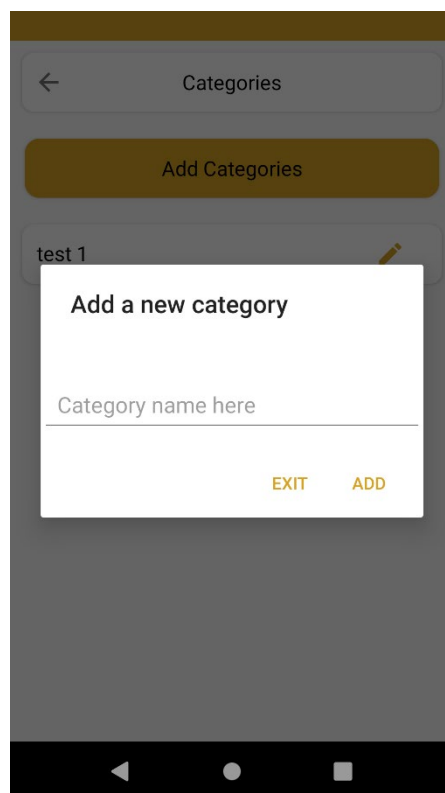 Categories
Add Categories
test 1
Add a new category
Category name here
EXIT ADD